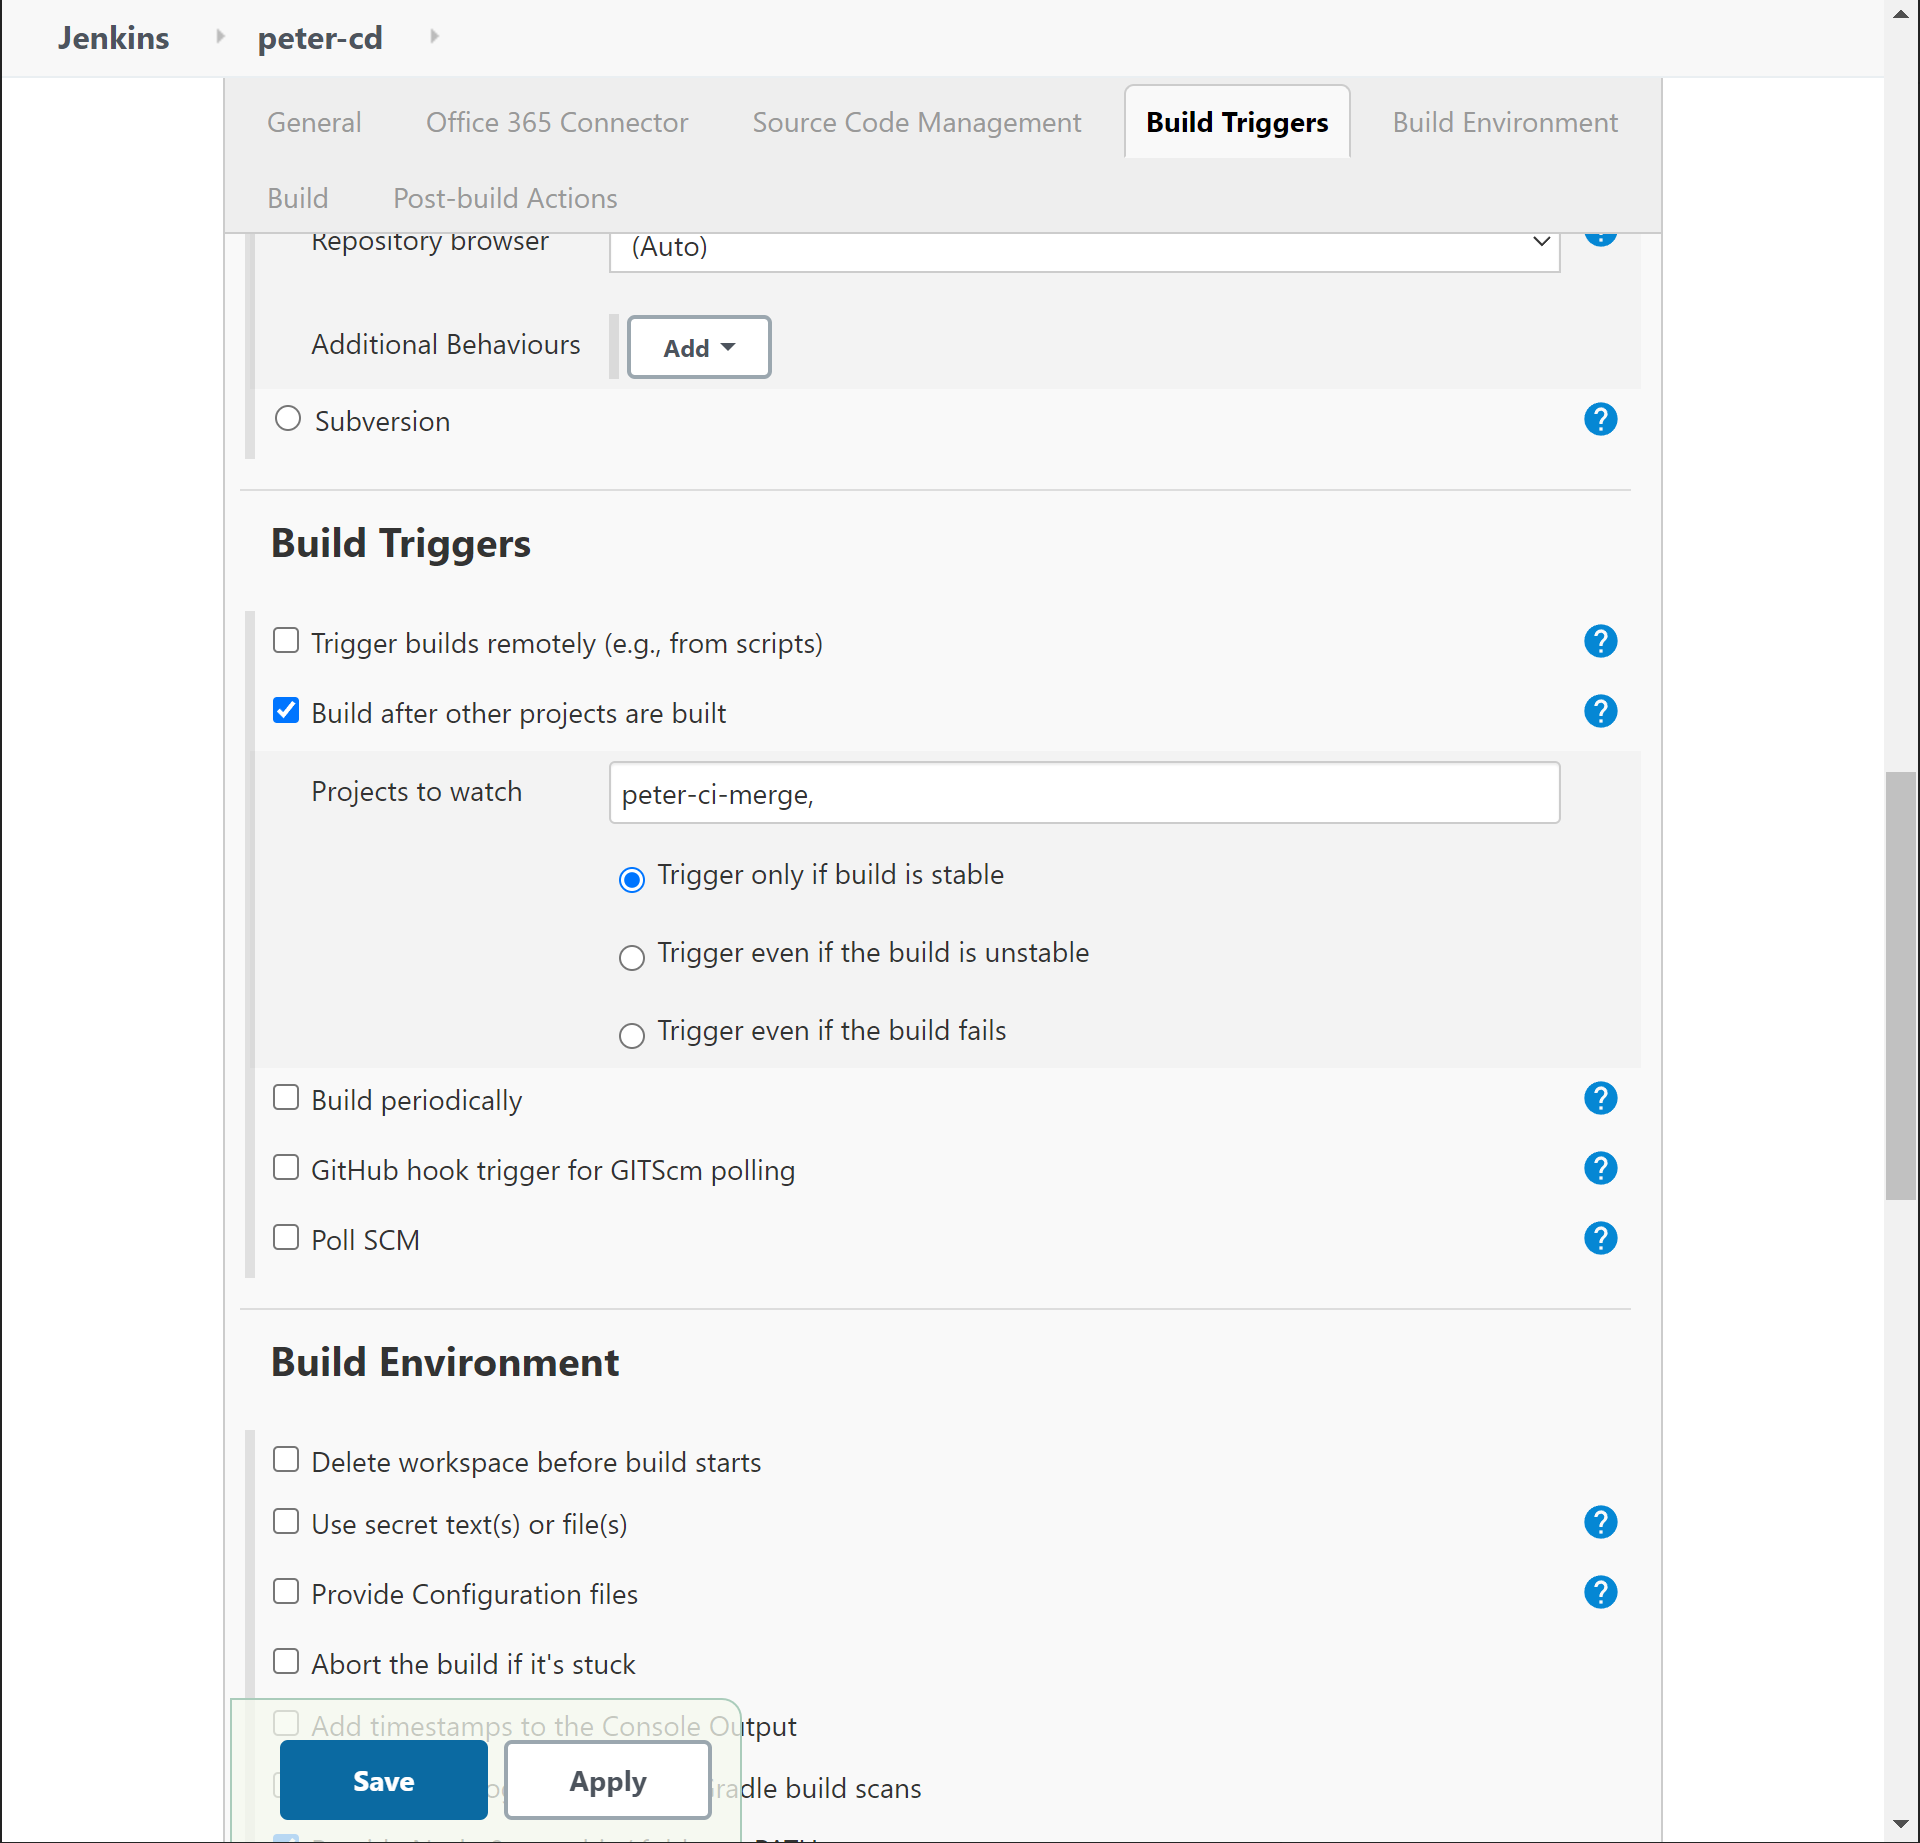 Jenkins peter-cd
General Office 365 Connector Source Code Management Build Triggers Build Environment
Build Post-build Actions
Repository browser (Auto)
Additional Behaviours Add
Subversion
Build Triggers
Trigger builds remotely (e.g., from scripts)
Build after other projects are built
Projects to watch peter-ci-merge,
Trigger only if build is stable
Trigger even if the build is unstable
Trigger even if the build fails
Build periodically
GitHub hook trigger for GITScm polling
Poll SCM
Build Environment
Delete workspace before build starts
Use secret text(s) or file(s)
Provide Configuration files
Abort the build if it's stuck
Add timestamps to the Console Output
Save Apply build scans